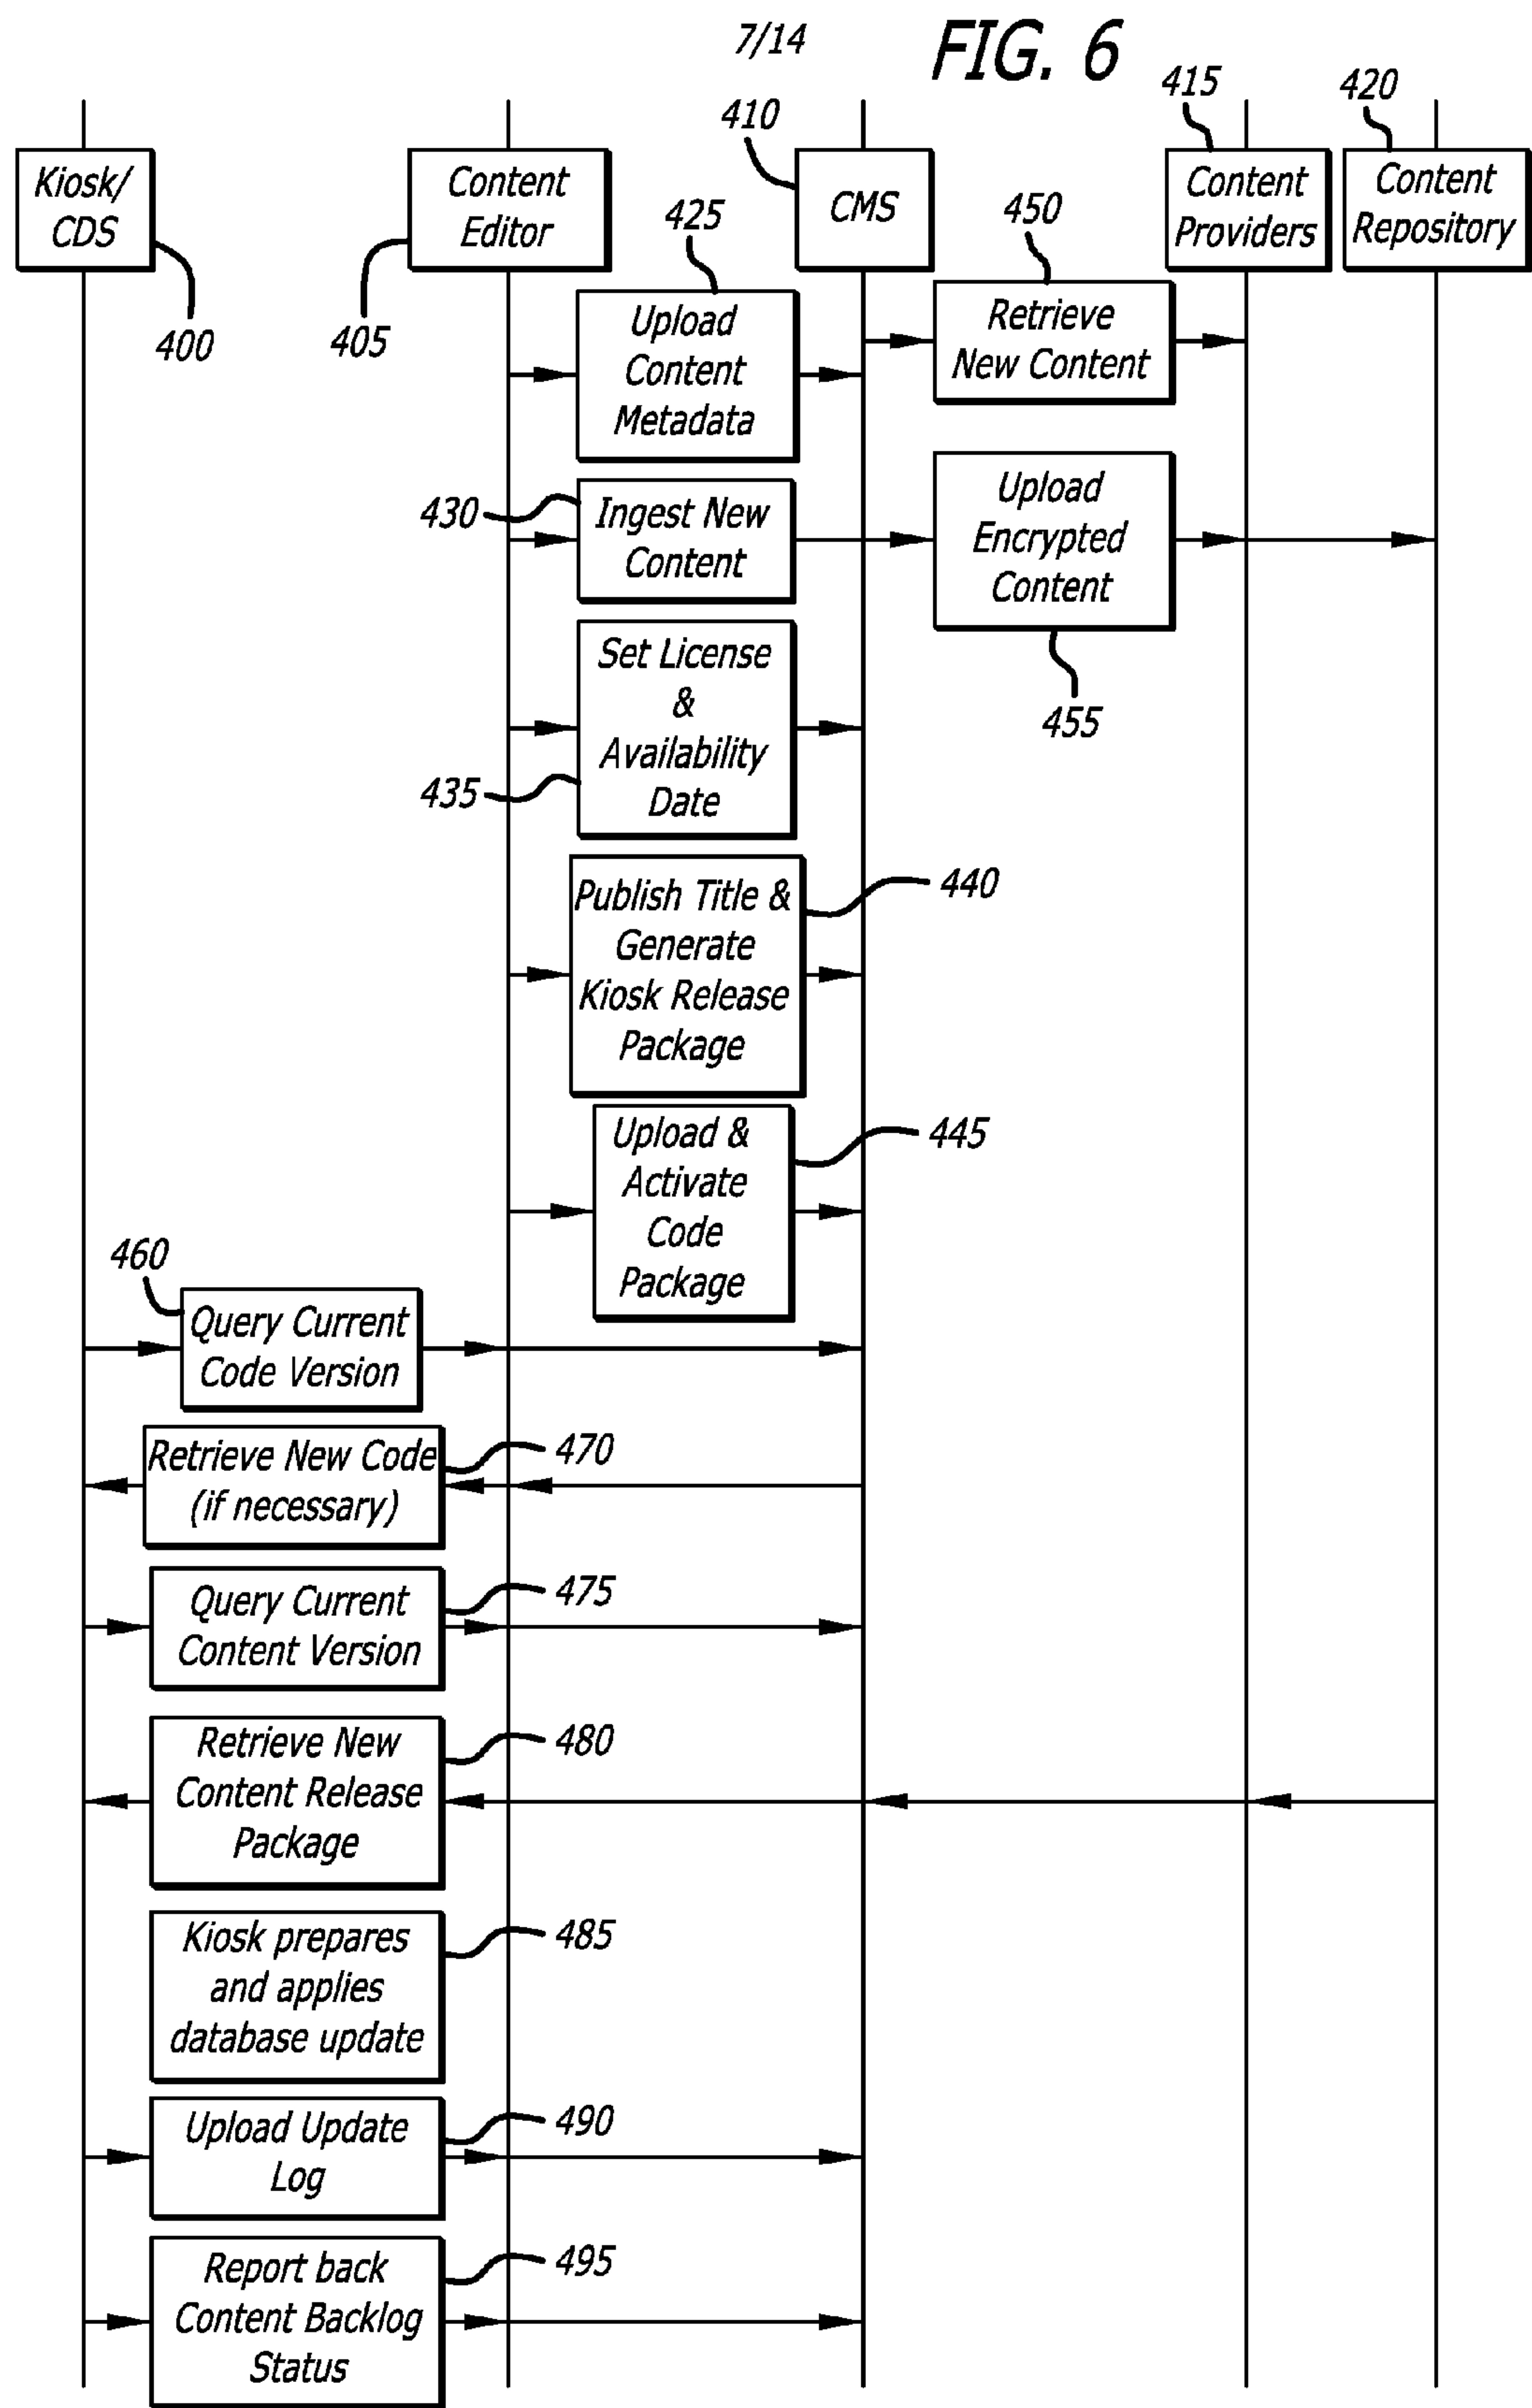 7/14
FIG. 6
415
420
410
Kiosk/
CDS
400
Content
Editor
405
CMS
Content
Providers
Content
Repository
425
Upload
Content
Metadata
450
Retrieve
New Content
430
Ingest New
Content
Upload
Encrypted
Content
455
Set License
&
Availability
Date
435
Publish Title &
Generate
Kiosk Release
Package
440
Upload &
Activate
Code
Package
445
460
Query Current
Code Version
Retrieve New Code
(if necessary)
470
Query Current
Content Version
475
Retrieve New
Content Release
Package
480
Kiosk prepares
and applies
database update
485
Upload Update
Log
490
Report back
Content Backlog
Status
495